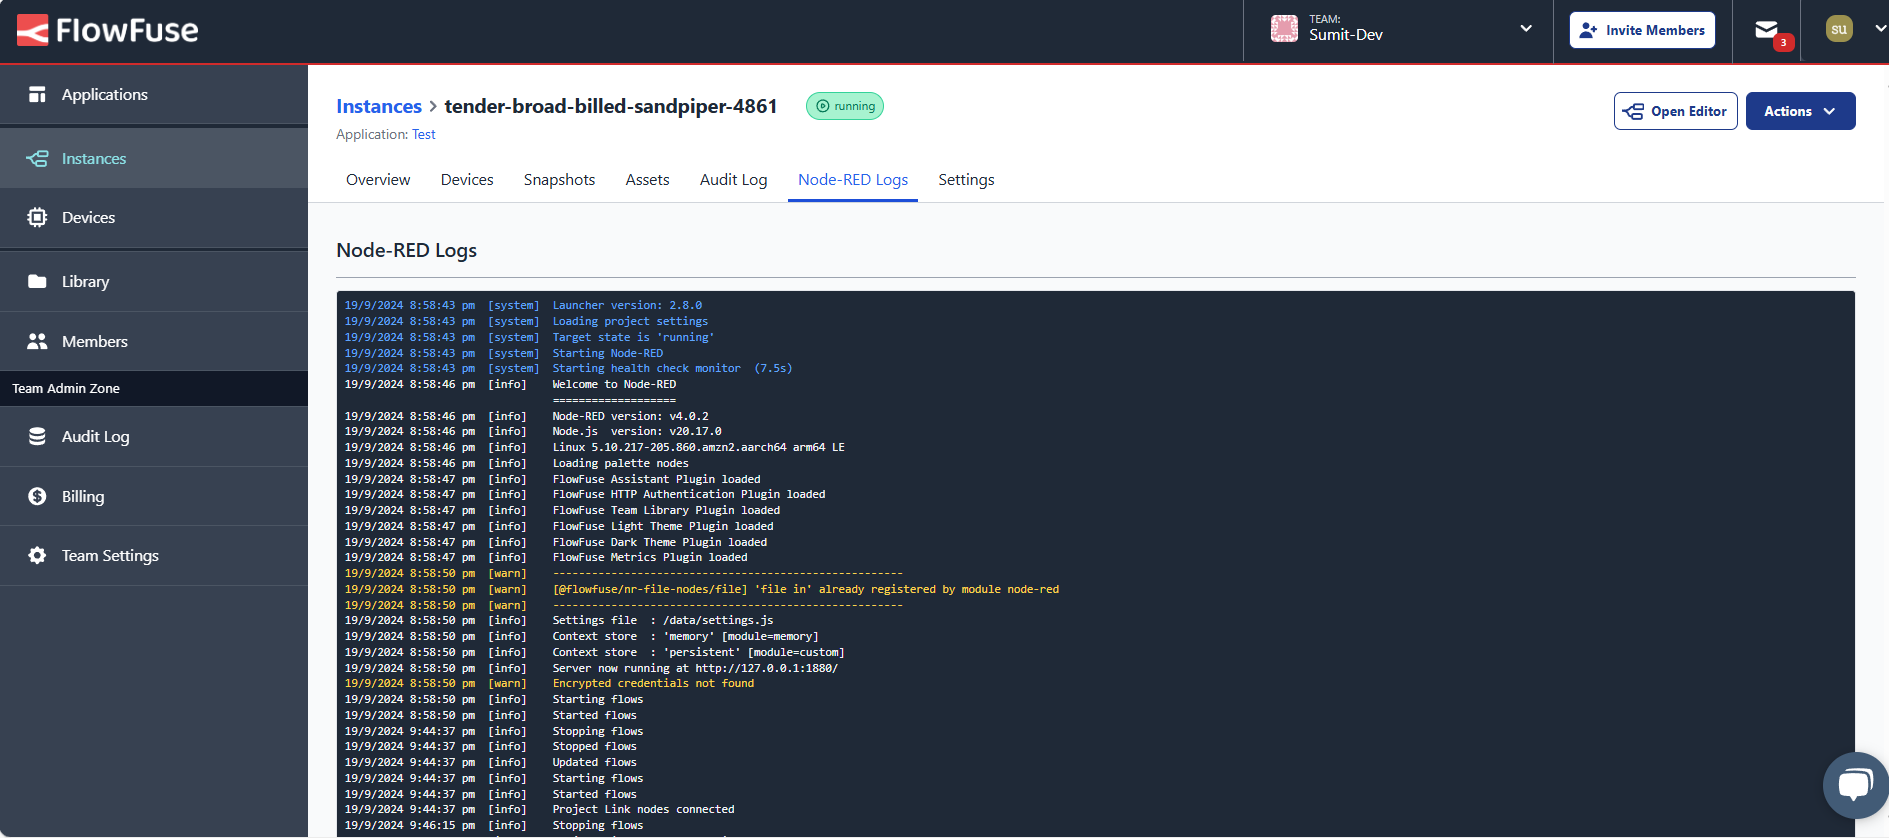 FlowFuse
TEAM:
Sumit-Dev
Invite Members
3
su
Applications
Instances
Devices
Library
Members
Team Admin Zone
Audit Log
Billing
Team Settings
Instances > tender-broad-billed-sandpiper-4861
running
Application: Test
Open Editor
Actions
Overview Devices Snapshots Assets Audit Log Node-RED Logs Settings
Node-RED Logs
19/9/2024 8:58:43 pm [system] Launcher version: 2.8.0
19/9/2024 8:58:43 pm [system] Loading project settings
19/9/2024 8:58:43 pm [system] Target state is 'running'
19/9/2024 8:58:43 pm [system] Starting Node-RED
19/9/2024 8:58:43 pm [system] Starting health check monitor (7.5s)
19/9/2024 8:58:46 pm [info] Welcome to Node-RED
===================
19/9/2024 8:58:46 pm [info] Node-RED version: v4.0.2
19/9/2024 8:58:46 pm [info] Node.js version: v20.17.0
19/9/2024 8:58:46 pm [info] Linux 5.10.217-205.860.amzn2.aarch64 arm64 LE
19/9/2024 8:58:46 pm [info] Loading palette nodes
19/9/2024 8:58:47 pm [info] FlowFuse Assistant Plugin loaded
19/9/2024 8:58:47 pm [info] FlowFuse HTTP Authentication Plugin loaded
19/9/2024 8:58:47 pm [info] FlowFuse Team Library Plugin loaded
19/9/2024 8:58:47 pm [info] FlowFuse Light Theme Plugin loaded
19/9/2024 8:58:47 pm [info] FlowFuse Dark Theme Plugin loaded
19/9/2024 8:58:47 pm [info] FlowFuse Metrics Plugin loaded
19/9/2024 8:58:50 pm [warn] ------------------------------------------------------
19/9/2024 8:58:50 pm [warn] [@flowfuse/nr-file-nodes/file] 'file in' already registered by module node-red
19/9/2024 8:58:50 pm [warn] ------------------------------------------------------
19/9/2024 8:58:50 pm [info] Settings file : /data/settings.js
19/9/2024 8:58:50 pm [info] Context store : 'memory' [module=memory]
19/9/2024 8:58:50 pm [info] Context store : 'persistent' [module=custom]
19/9/2024 8:58:50 pm [info] Server now running at http://127.0.0.1:1880/
19/9/2024 8:58:50 pm [warn] Encrypted credentials not found
19/9/2024 8:58:50 pm [info] Starting flows
19/9/2024 8:58:50 pm [info] Started flows
19/9/2024 9:44:37 pm [info] Stopping flows
19/9/2024 9:44:37 pm [info] Stopped flows
19/9/2024 9:44:37 pm [info] Updated flows
19/9/2024 9:44:37 pm [info] Starting flows
19/9/2024 9:44:37 pm [info] Started flows
19/9/2024 9:44:37 pm [info] Project Link nodes connected
19/9/2024 9:46:15 pm [info] Stopping flows